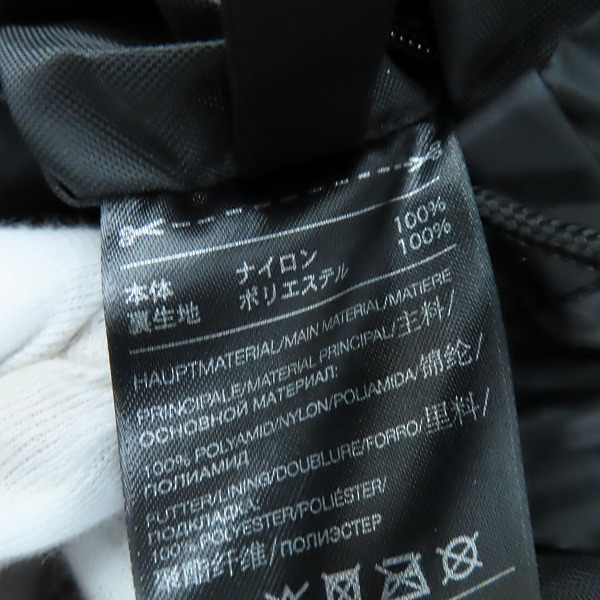 本体 ナイロン 100%
裏生地 ポリエステル 100%
HAUPTMATERIAL/MAIN MATERIAL/MATIERE
PRINCIPALE/MATERIAL PRINCIPAL/主料/
ОСНОВНОЙ МАТЕРИАЛ:
100% POLYAMID/NYLON/POLIAMIDA/锦纶/
ПОЛИАМИД
FUTTER/LINING/DOUBLURE/FORRO/里料/
ПОДКЛАДКА:
100% POLYESTER/POLIÉSTER/
聚酯纤维/ПОЛИЭСТЕР